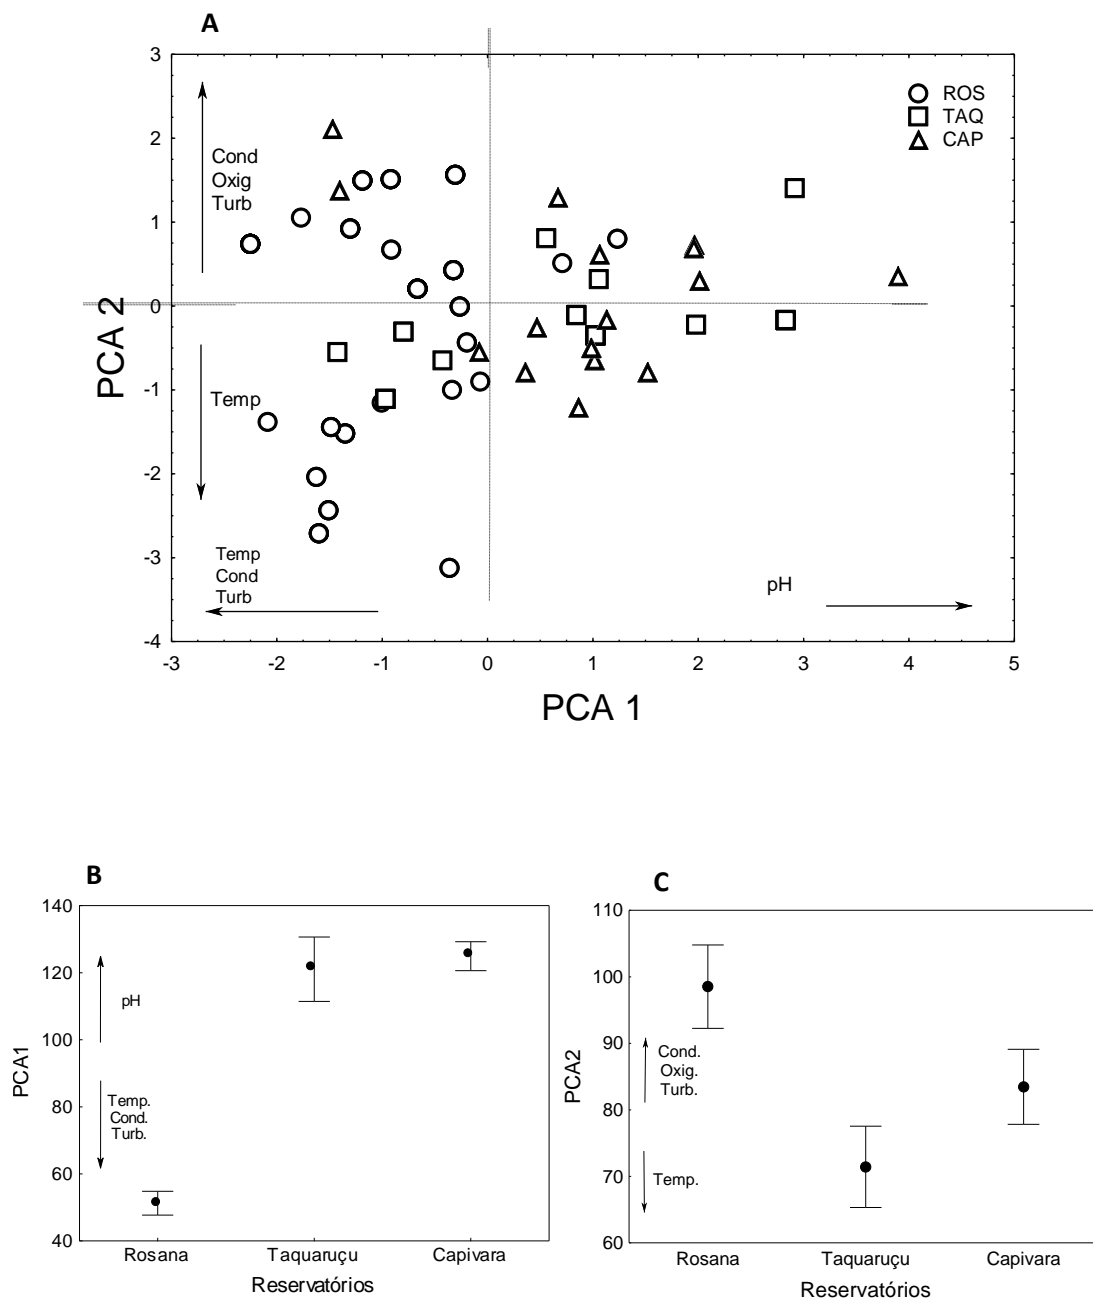 A
3
2
1
0
-1
-2
-3
-4
PCA 2
Cond
Oxig
Turb
Temp
Temp
Cond
Turb
ROS
TAQ
CAP
pH
-3
-2
-1
0
1
2
3
4
5
PCA 1
B
140
120
100
80
60
40
PCA1
pH
Temp.
Cond.
Turb.
Rosana
Taquaruçu
Capivara
Reservatórios
C
110
100
90
80
70
60
PCA2
Cond.
Oxig.
Turb.
Temp.
Rosana
Taquaruçu
Capivara
Reservatórios